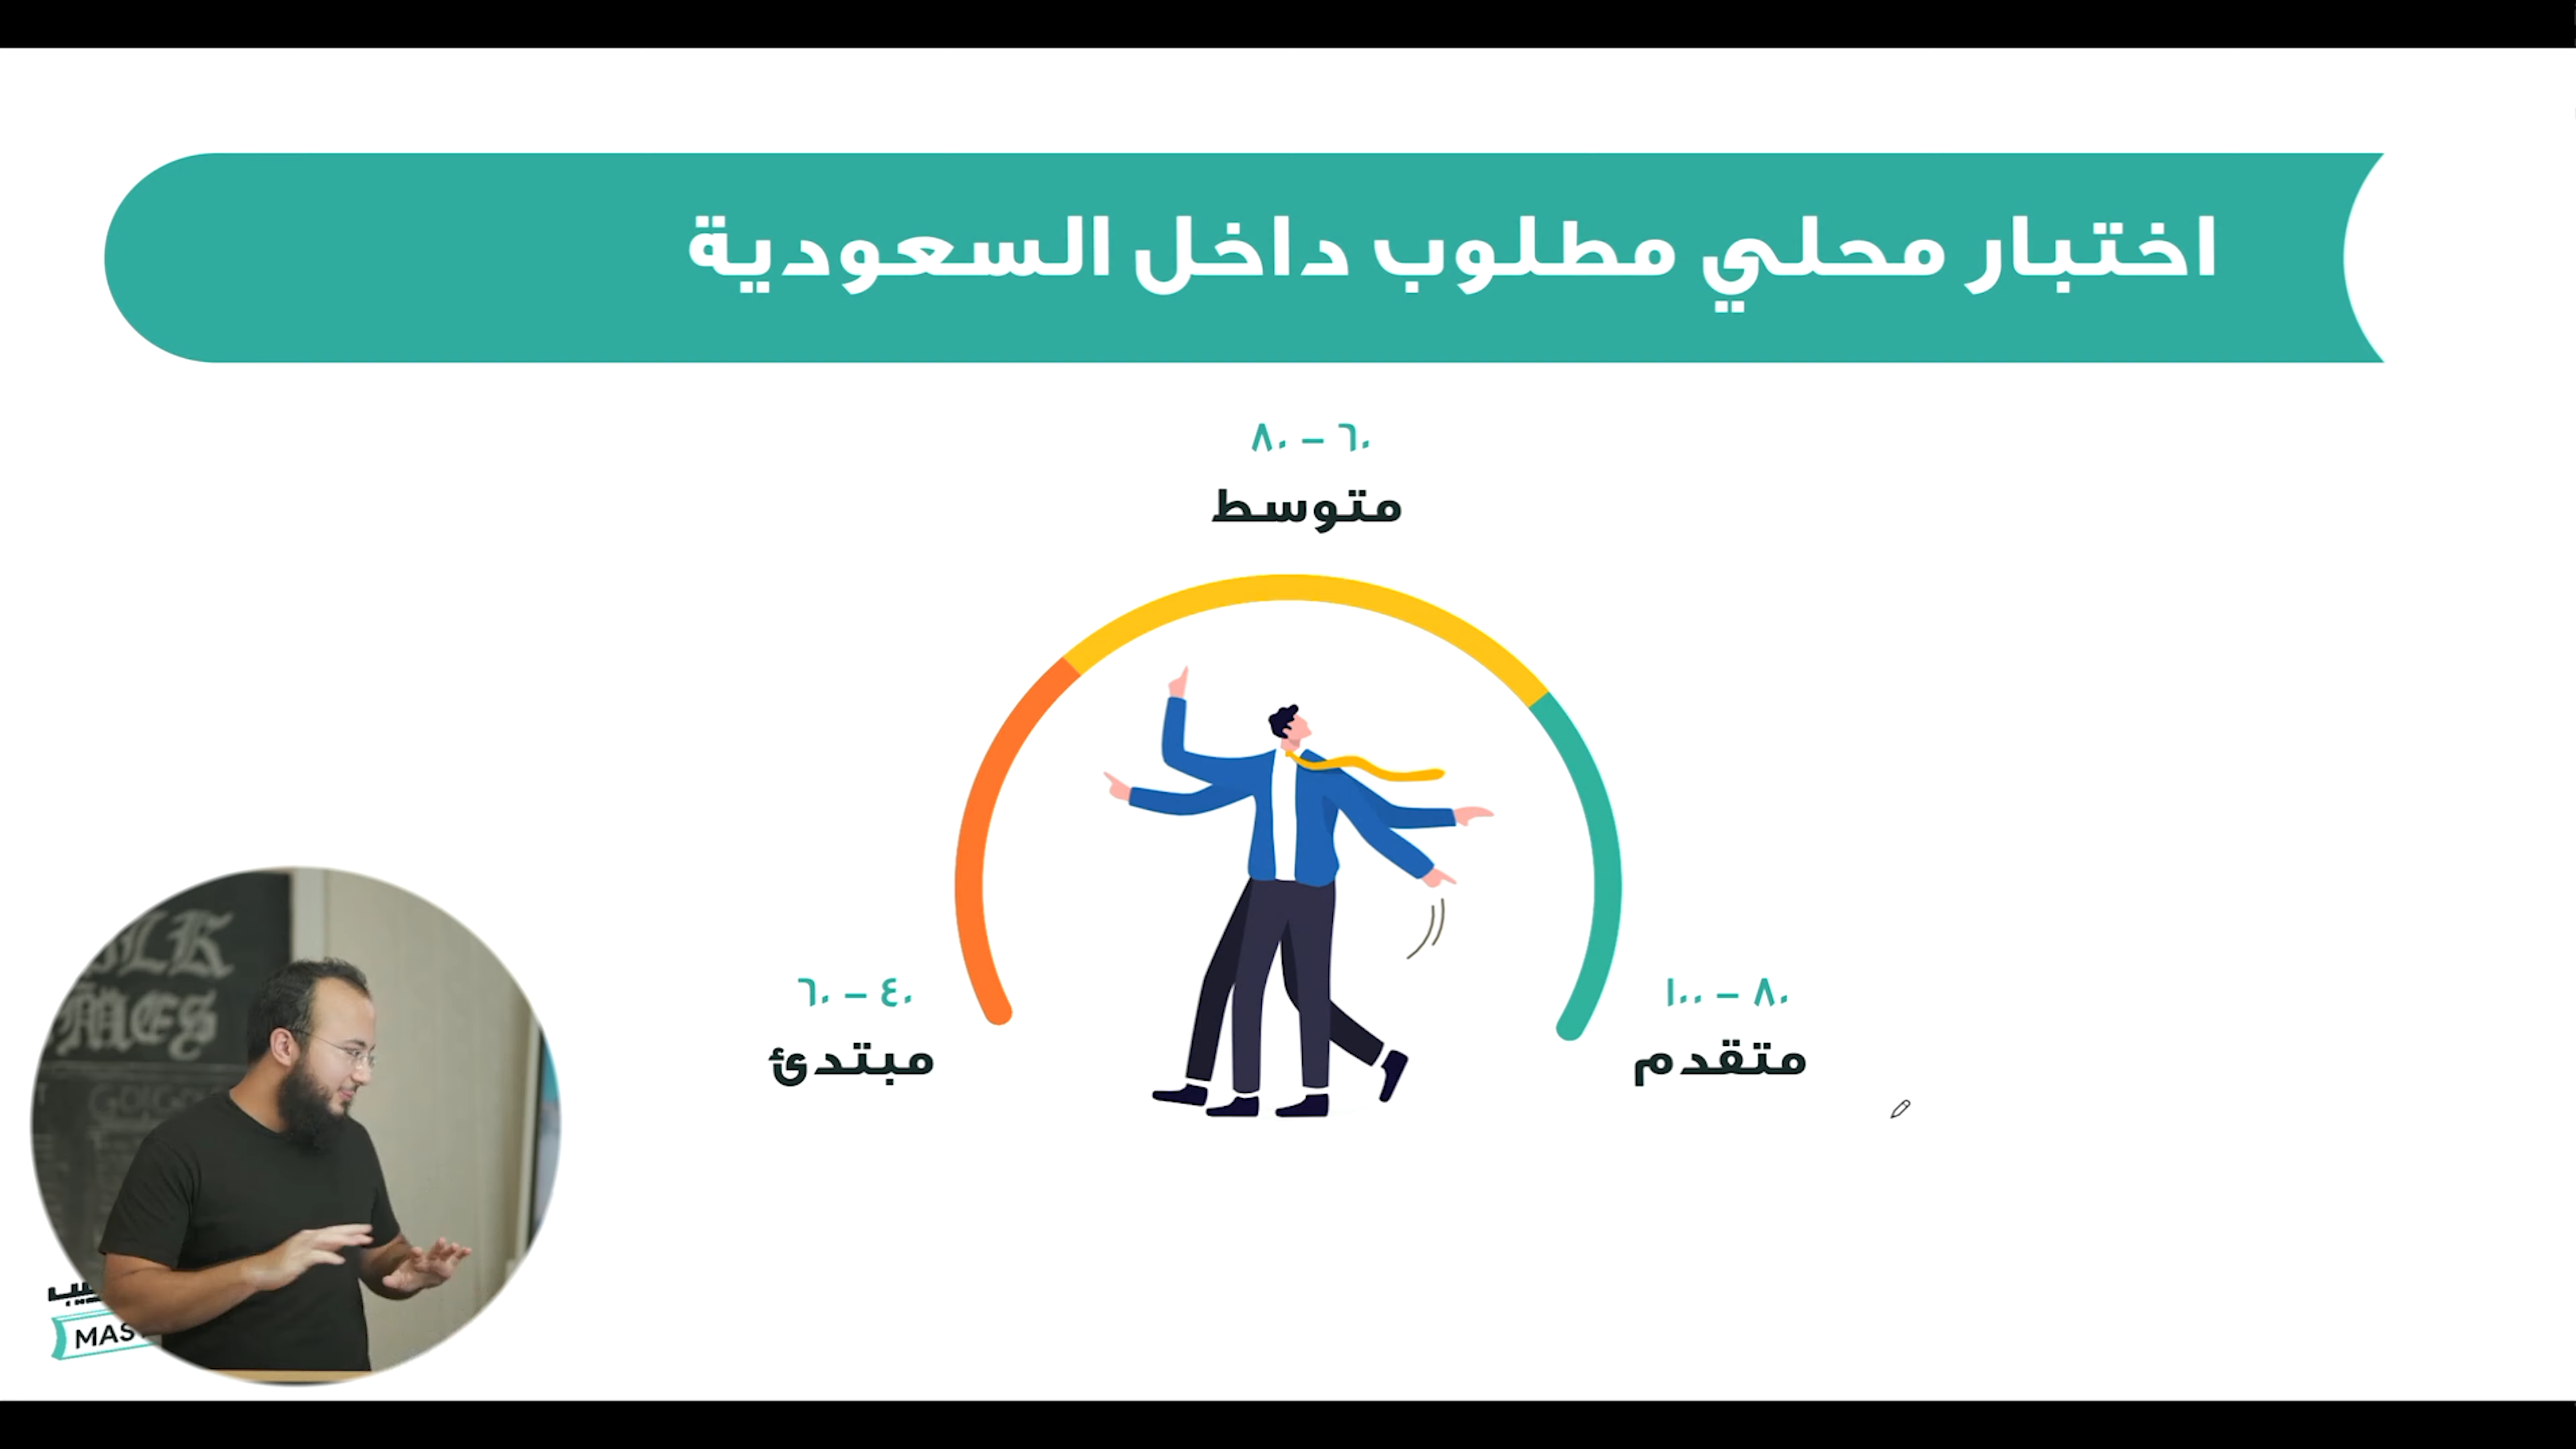 اختبار محلي مطلوب داخل السعودية
٦٠ – ٨٠
متوسط
٨٠ – ١٠٠
متقدم
٤٠ – ٦٠
مبتدئ